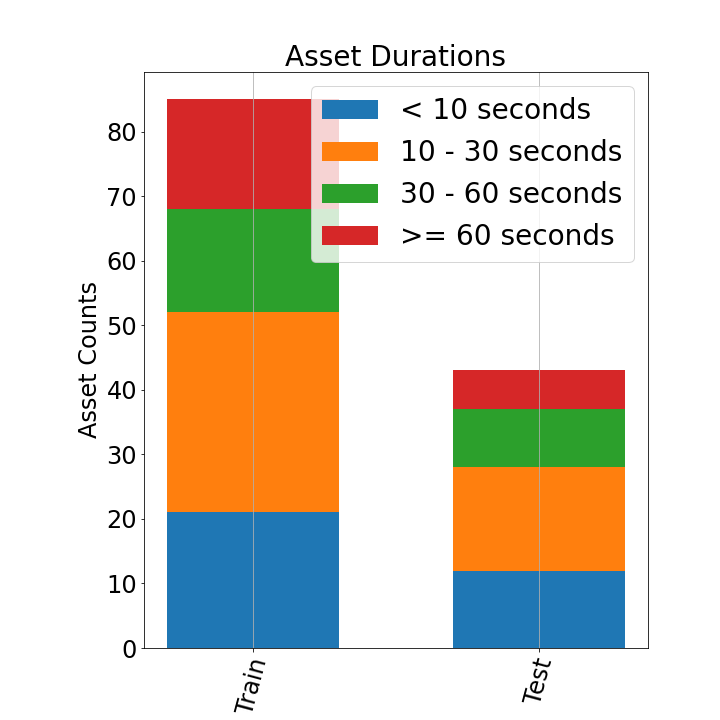 Asset Durations
< 10 seconds
10 - 30 seconds
30 - 60 seconds
>= 60 seconds
Asset Counts
80
70
60
50
40
30
20
10
0
Train
Test